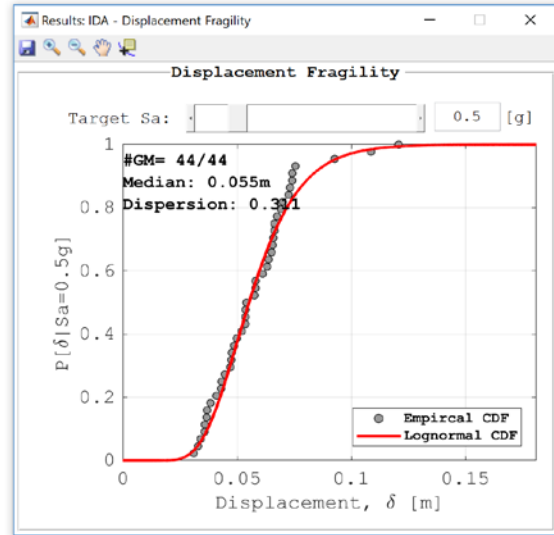 Results: IDA - Displacement Fragility
Displacement Fragility
Target Sa: 0.5 [g]
#GM= 44/44
Median: 0.055m
Dispersion: 0.311
1
0.8
0.6
0.4
0.2
0
P[δ|Sa=0.5g]
Empircal CDF
Lognormal CDF
0 0.05 0.1 0.15
Displacement, δ [m]